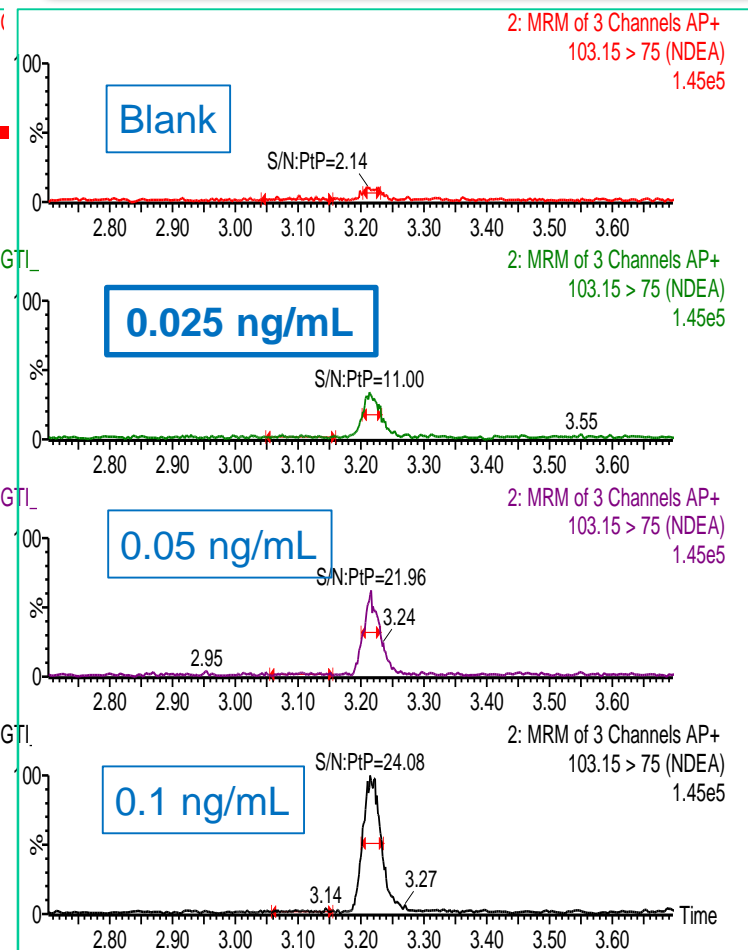 2: MRM of 3 Channels AP+
103.15 > 75 (NDEA)
1.45e5
100
%
0
Blank
S/N:PtP=2.14
2.80 2.90 3.00 3.10 3.20 3.30 3.40 3.50 3.60
GTI_
2: MRM of 3 Channels AP+
103.15 > 75 (NDEA)
1.45e5
100
%
0
0.025 ng/mL
S/N:PtP=11.00
3.55
2.80 2.90 3.00 3.10 3.20 3.30 3.40 3.50 3.60
GTI_
2: MRM of 3 Channels AP+
103.15 > 75 (NDEA)
1.45e5
100
%
0
0.05 ng/mL
S/N:PtP=21.96
3.24
2.95
2.80 2.90 3.00 3.10 3.20 3.30 3.40 3.50 3.60
GTI_
2: MRM of 3 Channels AP+
103.15 > 75 (NDEA)
1.45e5
100
%
0
0.1 ng/mL
S/N:PtP=24.08
3.14
3.27
Time
2.80 2.90 3.00 3.10 3.20 3.30 3.40 3.50 3.60